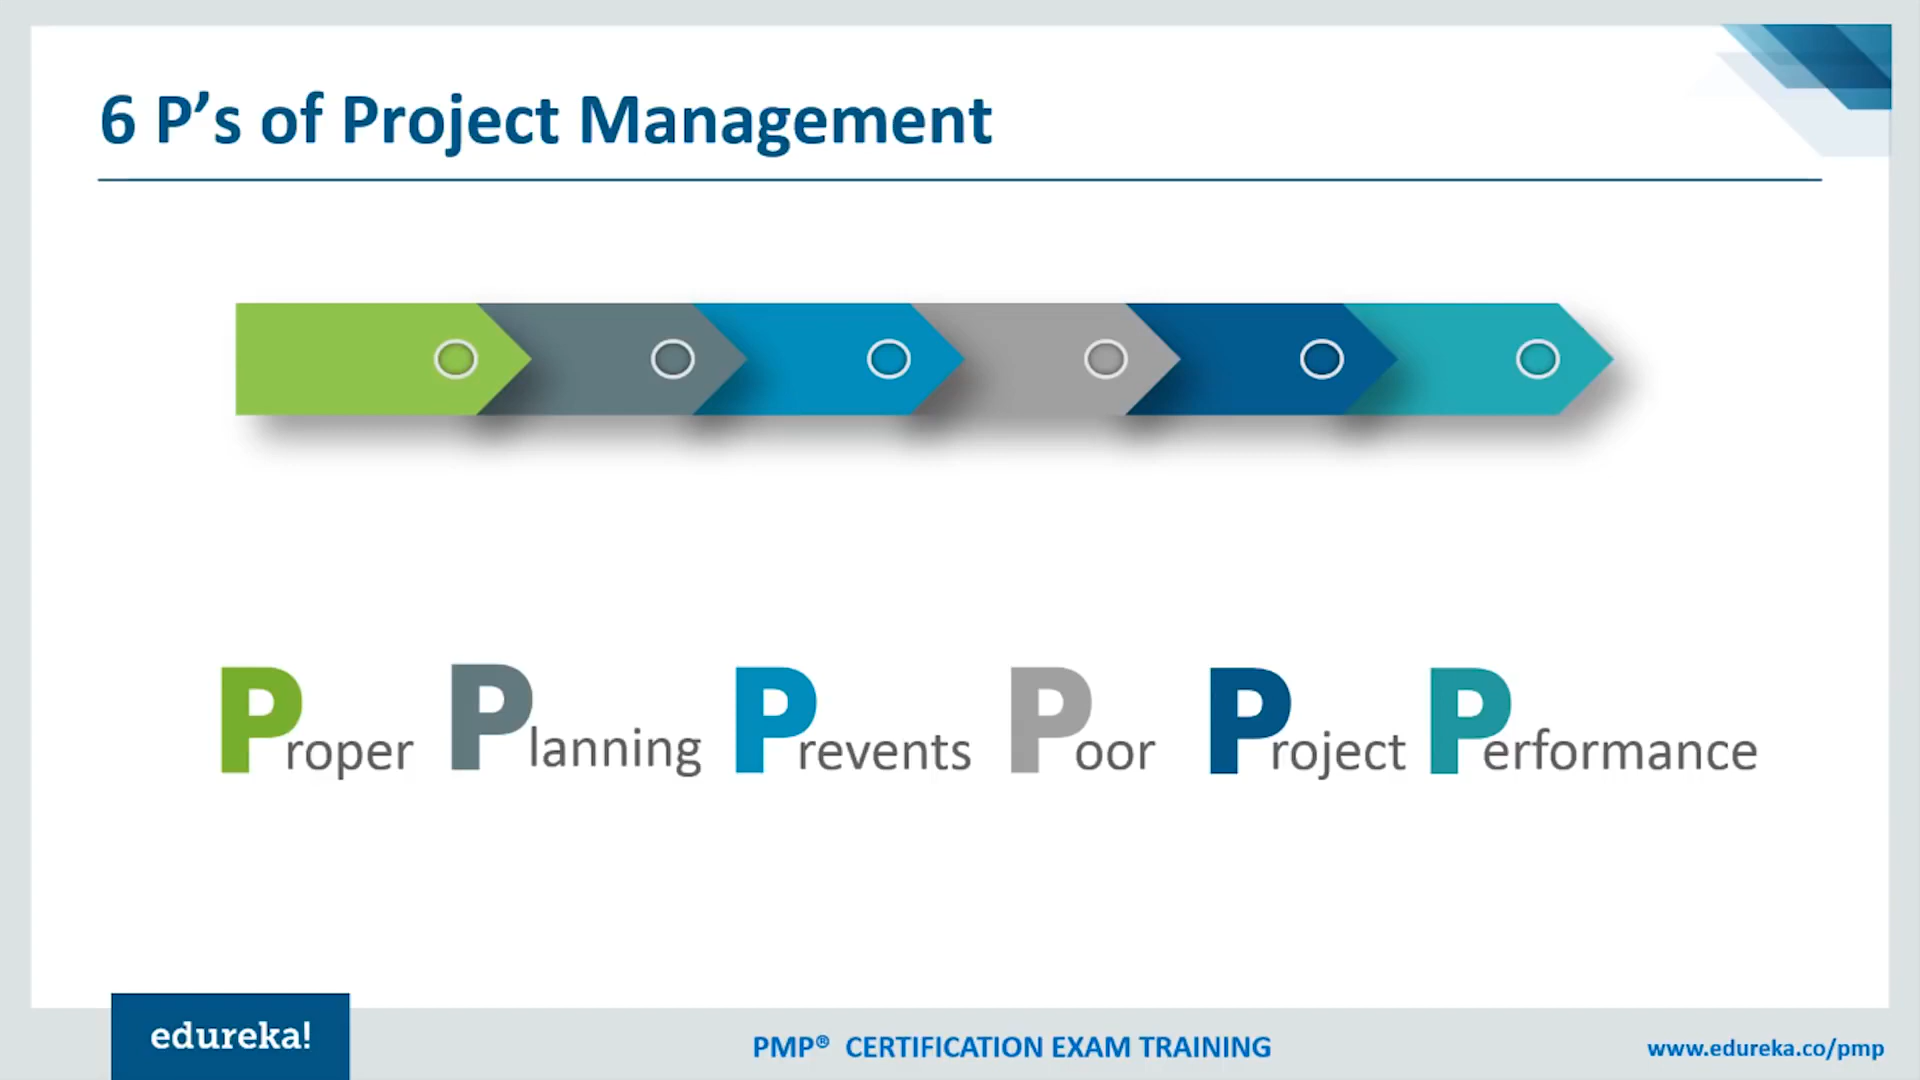 6 P’s of Project Management
Proper Planning Prevents Poor Project Performance
edureka!
PMP® CERTIFICATION EXAM TRAINING
www.edureka.co/pmp